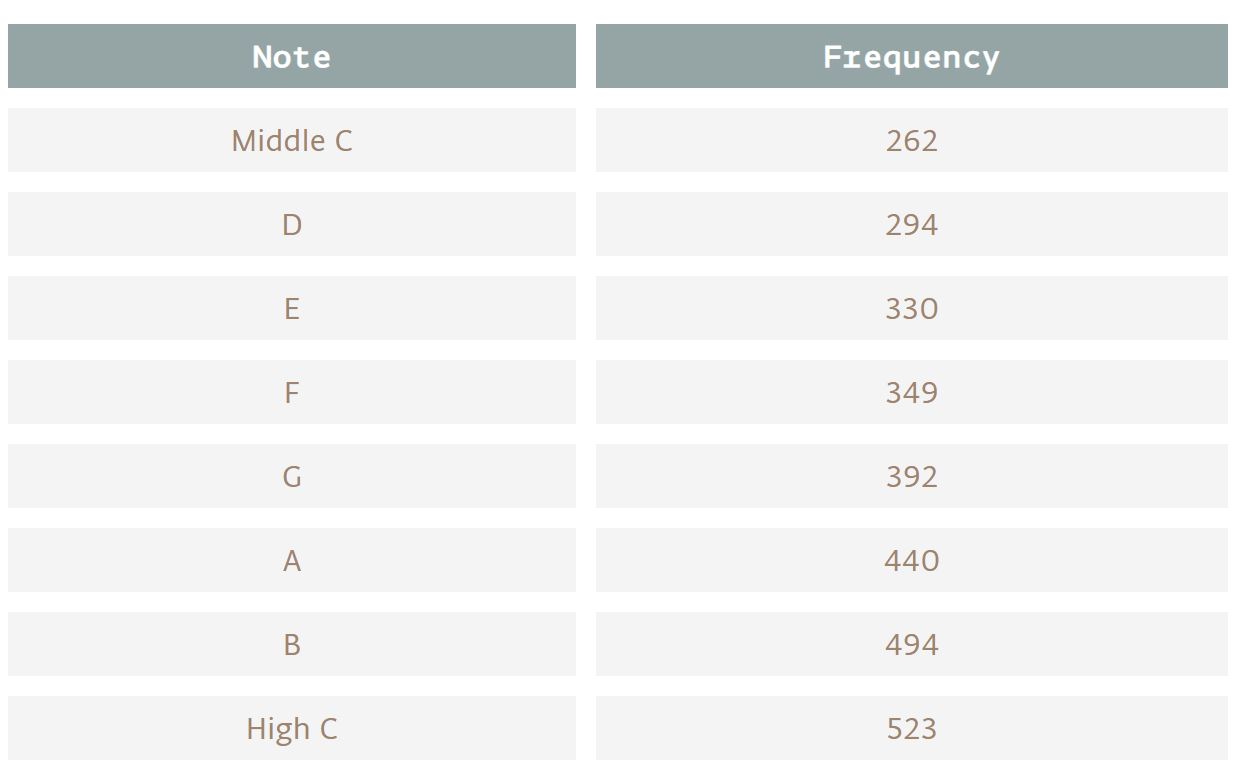 Note Frequency
Middle C 262
D 294
E 330
F 349
G 392
A 440
B 494
High C 523